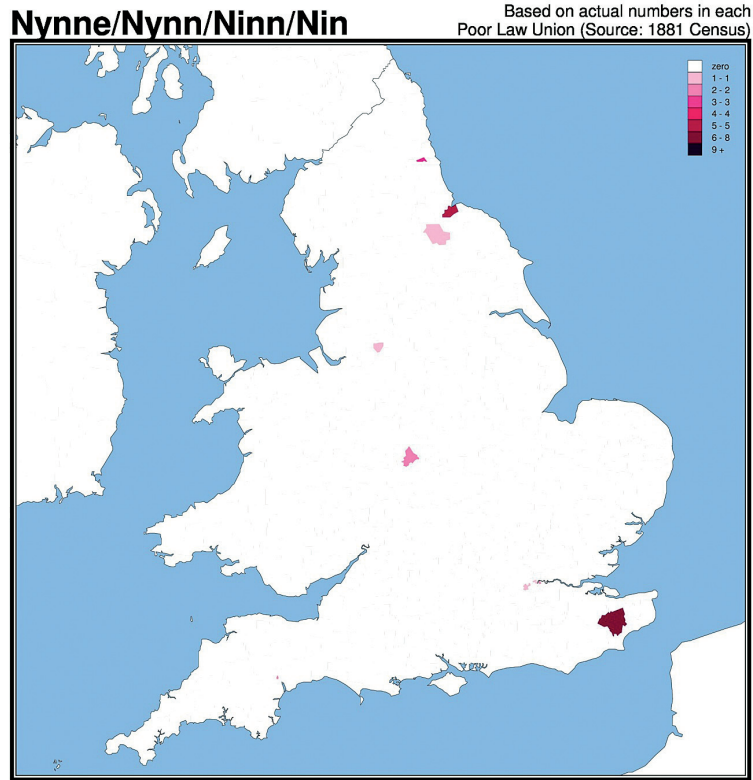 Nynne/Nynn/Ninn/Nin
Based on actual numbers in each
Poor Law Union (Source: 1881 Census)
zero
1 - 1
2 - 2
3 - 3
4 - 4
5 - 5
6 - 8
9 +